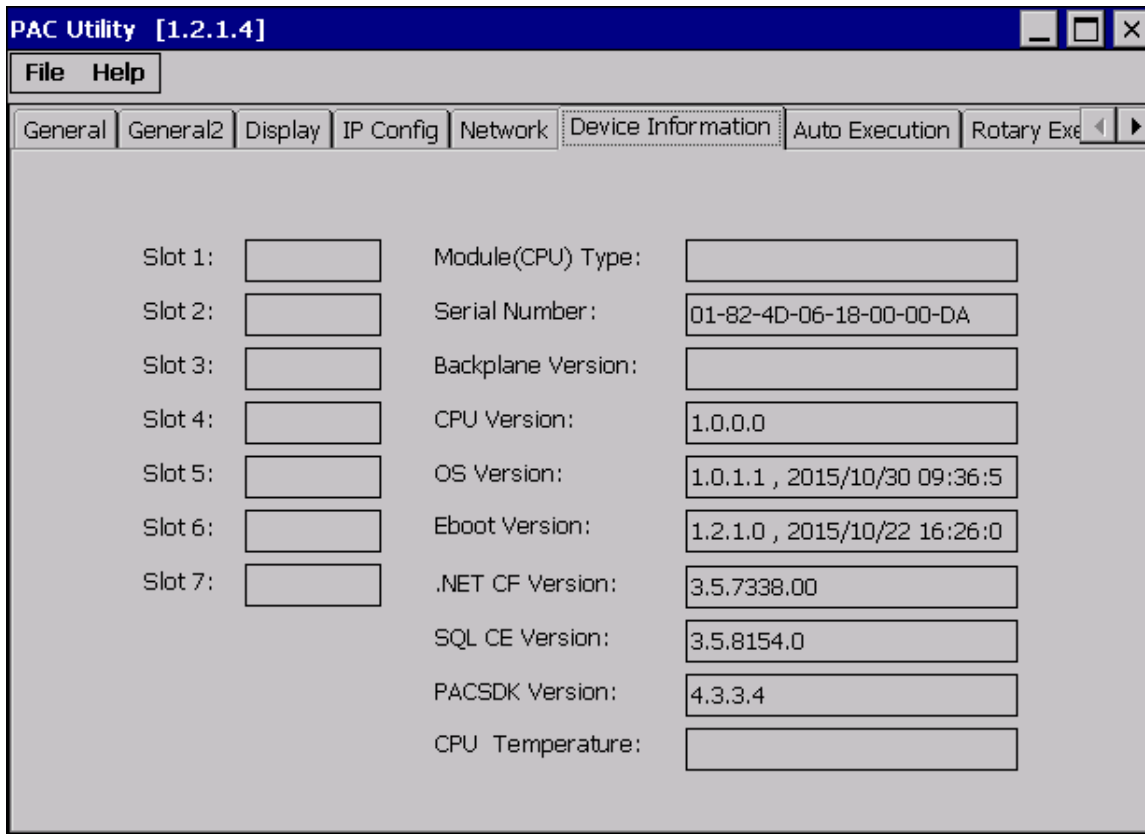 PAC Utility [1.2.1.4]
File Help
General General2 Display IP Config Network Device Information Auto Execution Rotary Exe
Slot 1:
Slot 2:
Slot 3:
Slot 4:
Slot 5:
Slot 6:
Slot 7:
Module(CPU) Type:
Serial Number: 01-82-4D-06-18-00-00-DA
Backplane Version:
CPU Version: 1.0.0.0
OS Version: 1.0.1.1 , 2015/10/30 09:36:5
Eboot Version: 1.2.1.0 , 2015/10/22 16:26:0
.NET CF Version: 3.5.7338.00
SQL CE Version: 3.5.8154.0
PACSDK Version: 4.3.3.4
CPU Temperature: